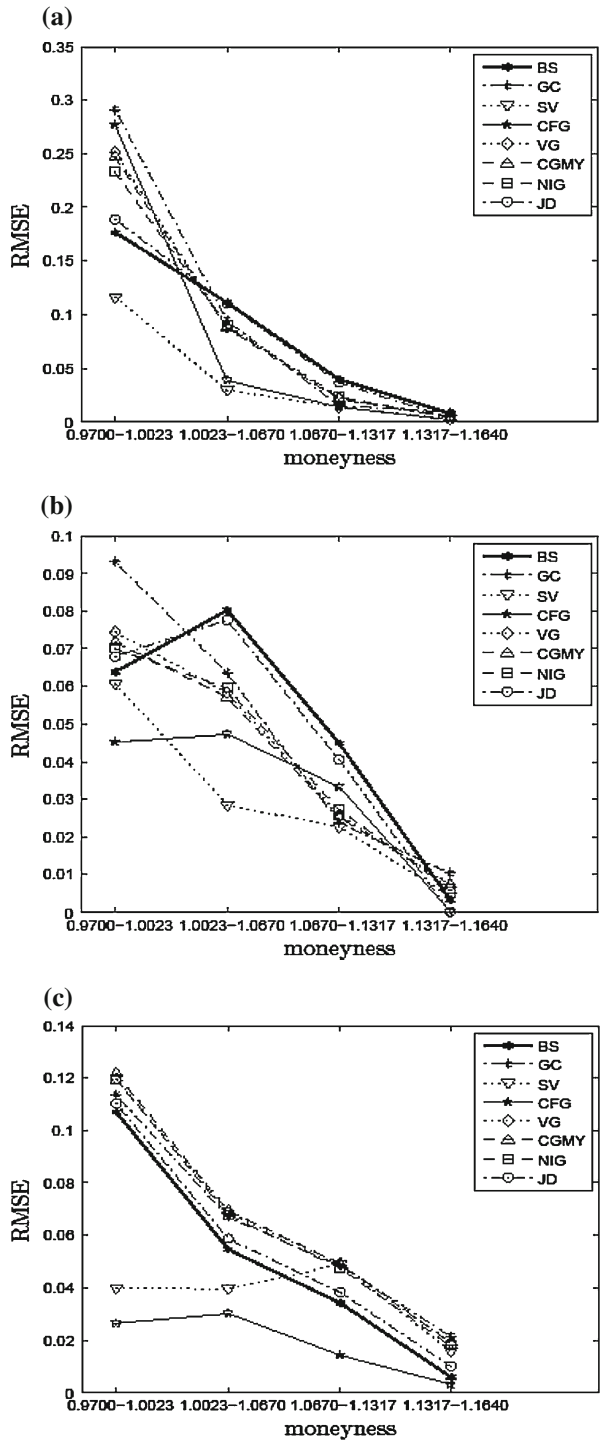 (a)
0.35
0.3
0.25
0.2
0.15
0.1
0.05
0
RMSE
BS
GC
SV
CFG
VG
CGMY
NIG
JD
0.9700−1.0023 1.0023−1.0670 1.0670−1.1317 1.1317−1.1640
moneyness
(b)
0.1
0.09
0.08
0.07
0.06
0.05
0.04
0.03
0.02
0.01
0
RMSE
BS
GC
SV
CFG
VG
CGMY
NIG
JD
0.9700−1.0023 1.0023−1.0670 1.0670−1.1317 1.1317−1.1640
moneyness
(c)
0.14
0.12
0.1
0.08
0.06
0.04
0.02
0
RMSE
BS
GC
SV
CFG
VG
CGMY
NIG
JD
0.9700−1.0023 1.0023−1.0670 1.0670−1.1317 1.1317−1.1640
moneyness